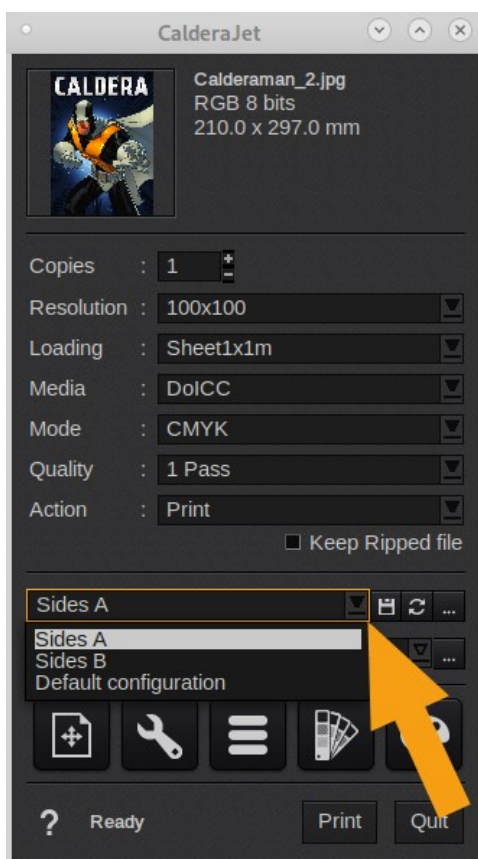 CalderaJet
CALDERA
Calderaman_2.jpg
RGB 8 bits
210.0 x 297.0 mm
Copies : 1
Resolution : 100x100
Loading : Sheet1x1m
Media : DoICC
Mode : CMYK
Quality : 1 Pass
Action : Print
Keep Ripped file
Sides A
...
Sides A
Sides B
...
Default configuration
? Ready Print Quit